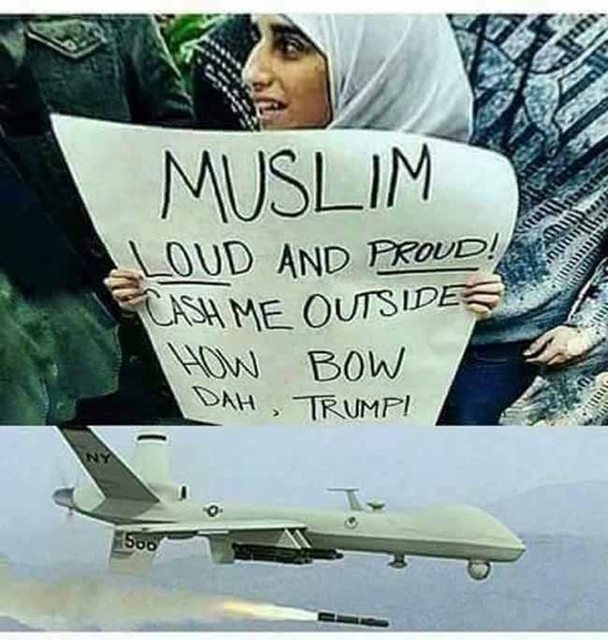 MUSLIM
LOUD AND PROUD!
CASH ME OUTSIDE
HOW BOW
DAH, TRUMP!
NY
500